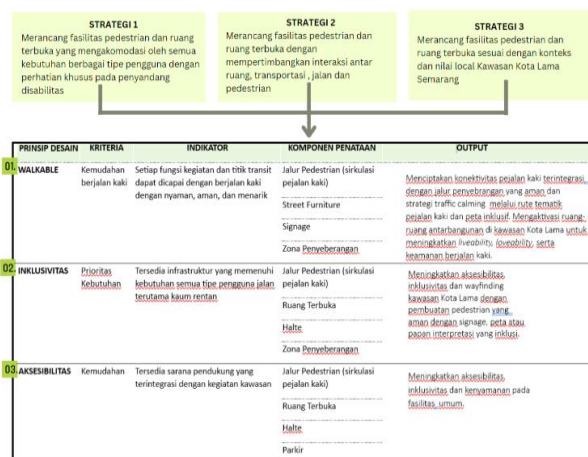 STRATEGI 1
Merancang fasilitas pedestrian dan ruang
terbuka yang mengakomodasi oleh semua
kebutuhan berbagai tipe pengguna dengan
perhatian khusus pada penyandang
disabilitas
STRATEGI 2
Merancang fasilitas pedestrian dan
ruang terbuka dengan
mempertimbangkan interaksi antar
ruang, transportasi , jalan dan
pedestrian
STRATEGI 3
Merancang fasilitas pedestrian dan
ruang terbuka sesuai dengan konteks
dan nilai local Kawasan Kota Lama
Semarang
PRINSIP DESAIN KRITERIA INDIKATOR KOMPONEN PENATAAN OUTPUT
01.
WALKABLE
Kemudahan
berjalan kaki
Setiap fungsi kegiatan dan titik transit
dapat dicapai dengan berjalan kaki
dengan nyaman, aman, dan menarik
Jalur Pedestrian (sirkulasi
pejalan kaki)
Street Furniture
Signage
Zona Penyeberangan
Menciptakan konektivitas pejalan kaki terintegrasi
dengan jalur penyebrangan yang aman dan
strategi traffic calming melalui rute tematik
pejalan kaki dan peta inklusif. Mengaktivasi ruang-
ruang antarbangunan di kawasan Kota Lama untuk
meningkatkan liveability, loveability, serta
keamanan berjalan kaki.
02.
INKLUSIVITAS
Prioritas
Kebutuhan
Tersedia infrastruktur yang memenuhi
kebutuhan semua tipe pengguna jalan
terutama kaum rentan
Jalur Pedestrian (sirkulasi
pejalan kaki)
Ruang Terbuka
Halte
Zona Penyeberangan
Meningkatkan aksesibilitas,
inklusivitas dan wayfinding
kawasan Kota Lama dengan
pembuatan pedestrian yang
aman dengan signage, peta atau
papan interpretasi yang inklusi.
03.
AKSESIBILITAS
Kemudahan
Tersedia sarana pendukung yang
terintegrasi dengan kegiatan kawasan
Jalur Pedestrian (sirkulasi
pejalan kaki)
Ruang Terbuka
Halte
Parkir
Meningkatkan aksesibilitas,
inklusivitas dan kenyamanan pada
fasilitas umum.